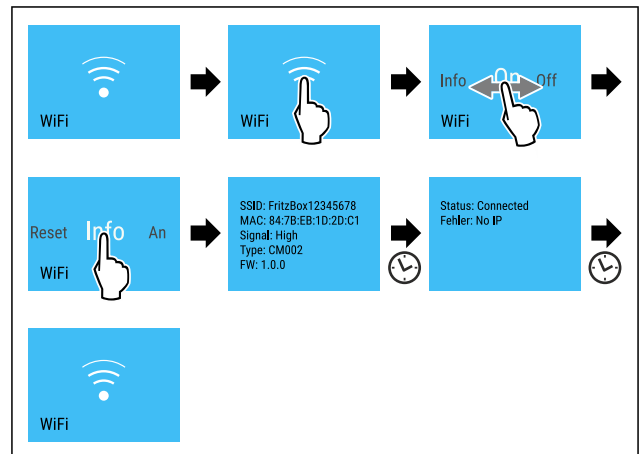 WiFi
WiFi
Info On Off
WiFi
Reset Info An
WiFi
SSID: FritzBox12345678
MAC: 84:7B:EB:1D:2D:C1
Signal: High
Type: CM002
FW: 1.0.0
Status: Connected
Fehler: No IP
WiFi